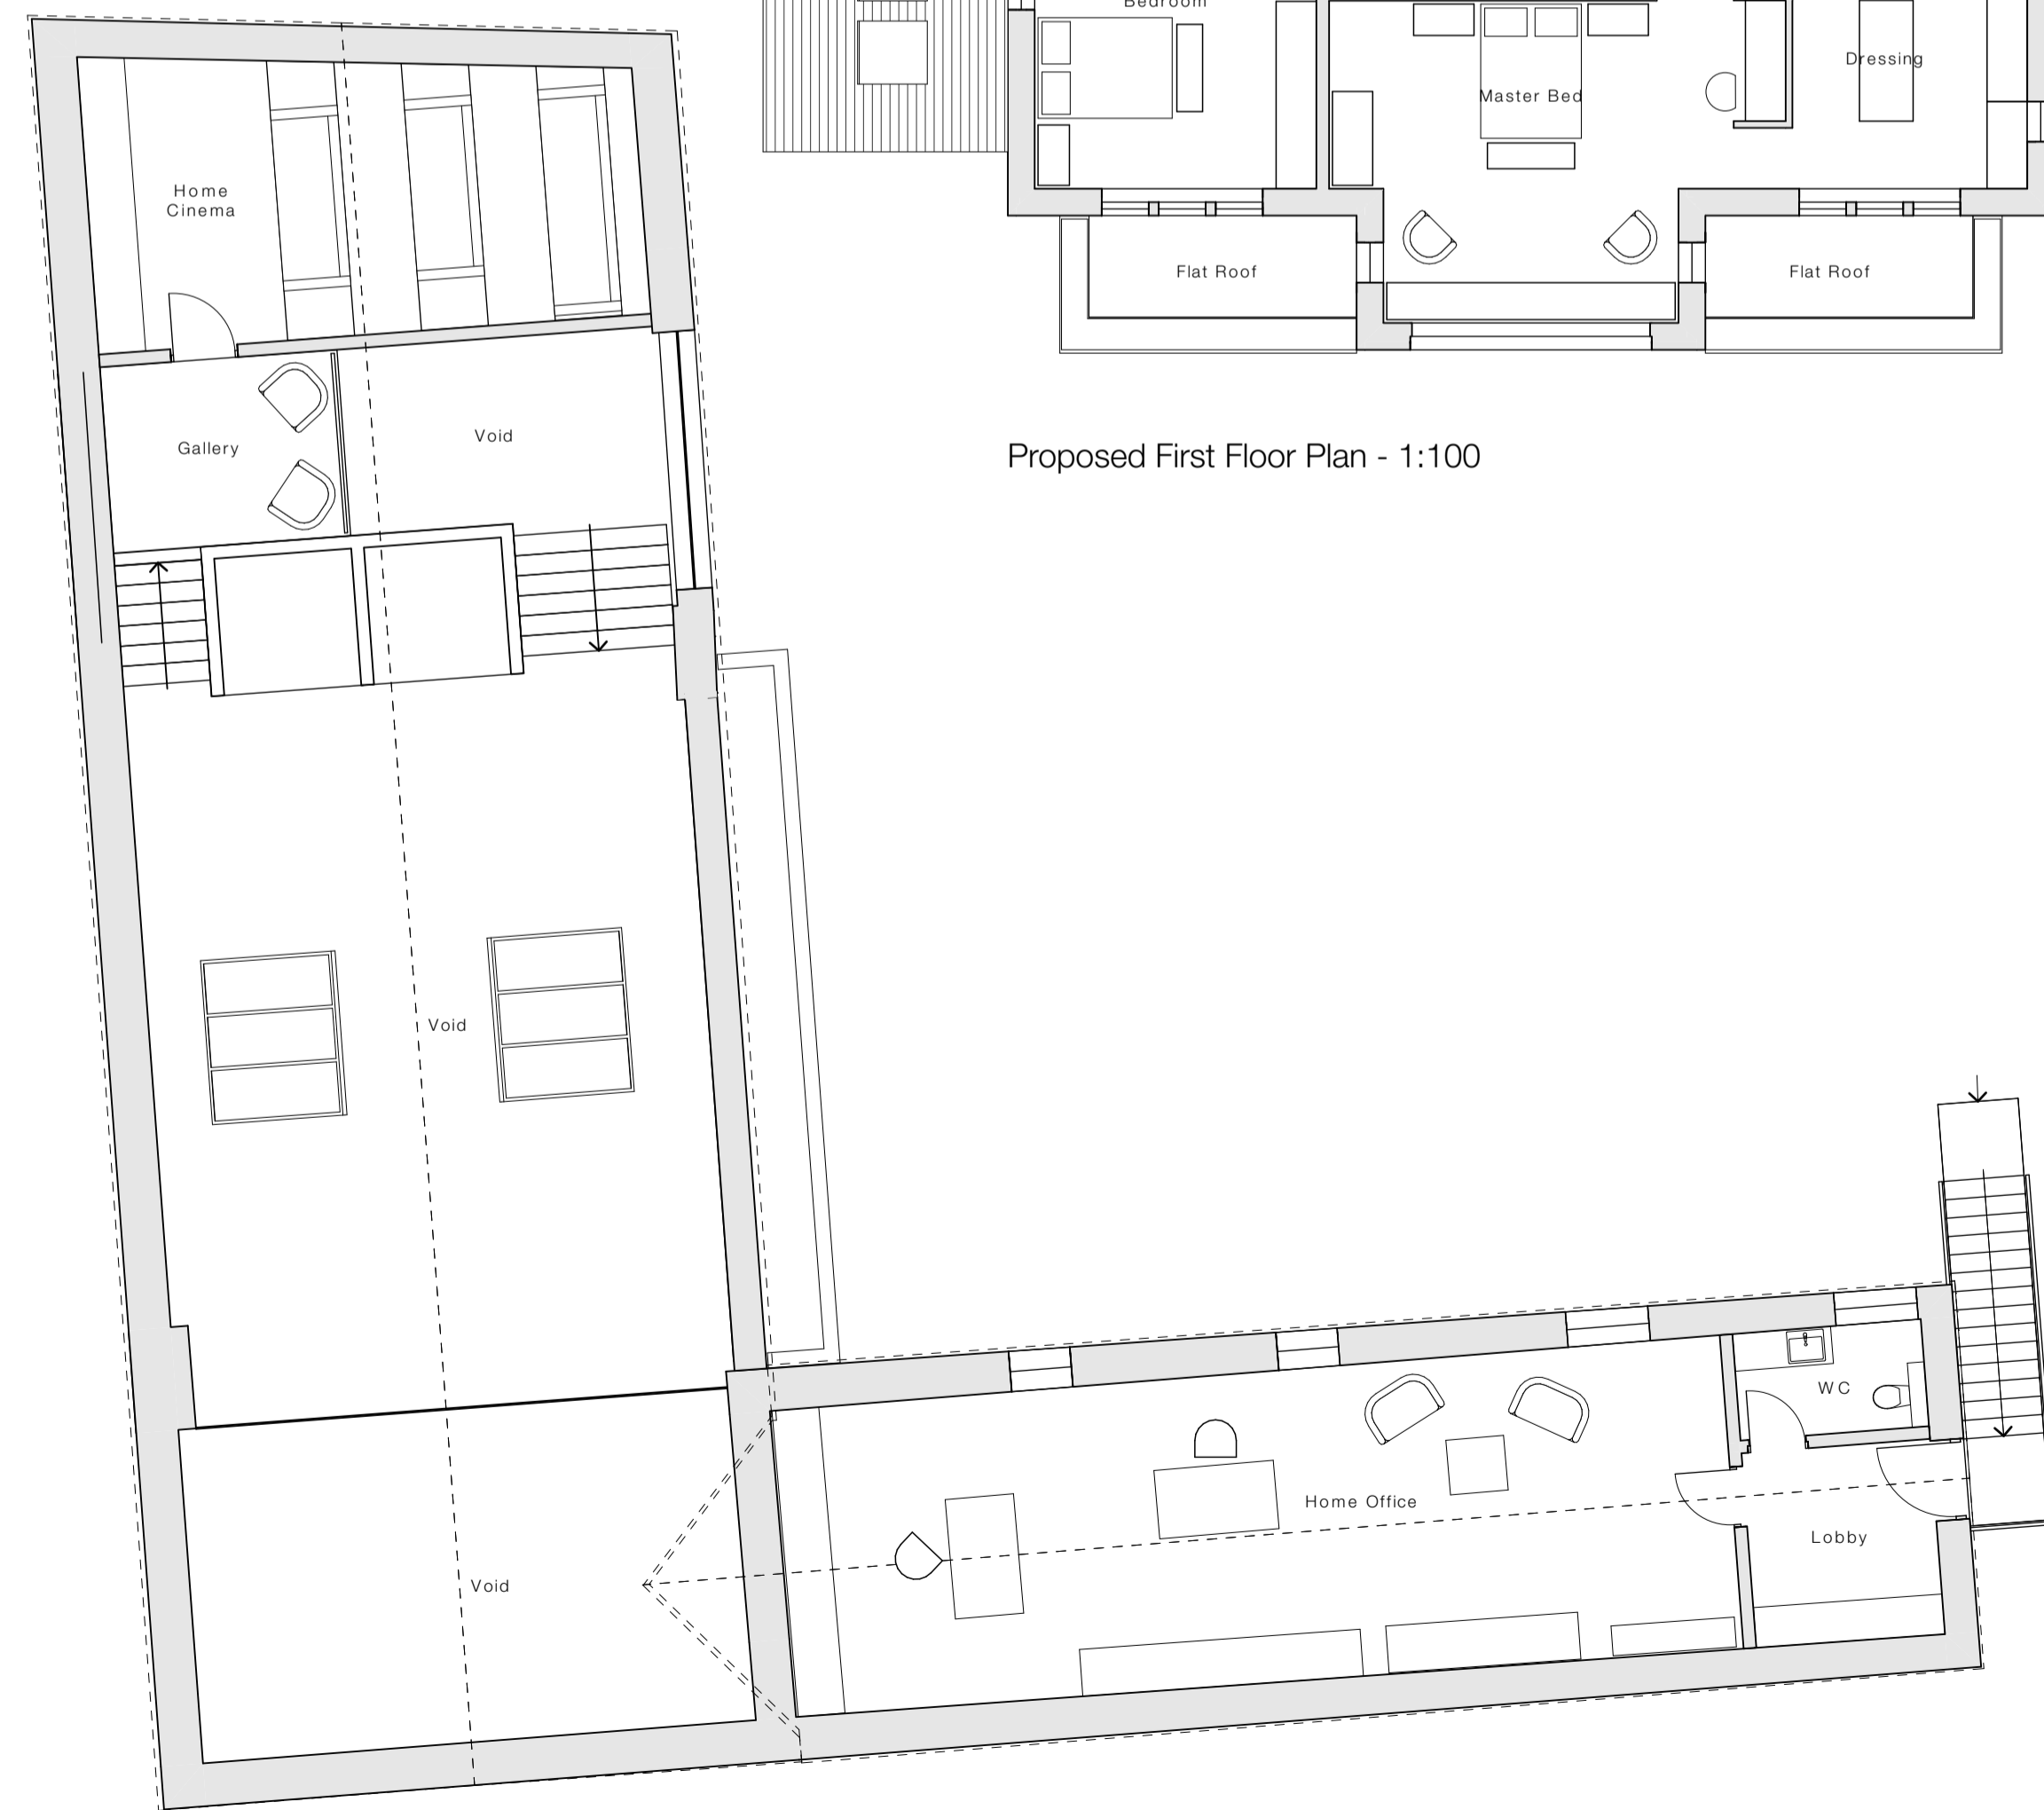 Bedroom
Dressing
Master Bed
Home
Cinema
Flat Roof
Flat Roof
Gallery
Void
Proposed First Floor Plan - 1:100
Void
WC
Home Office
Lobby
Void